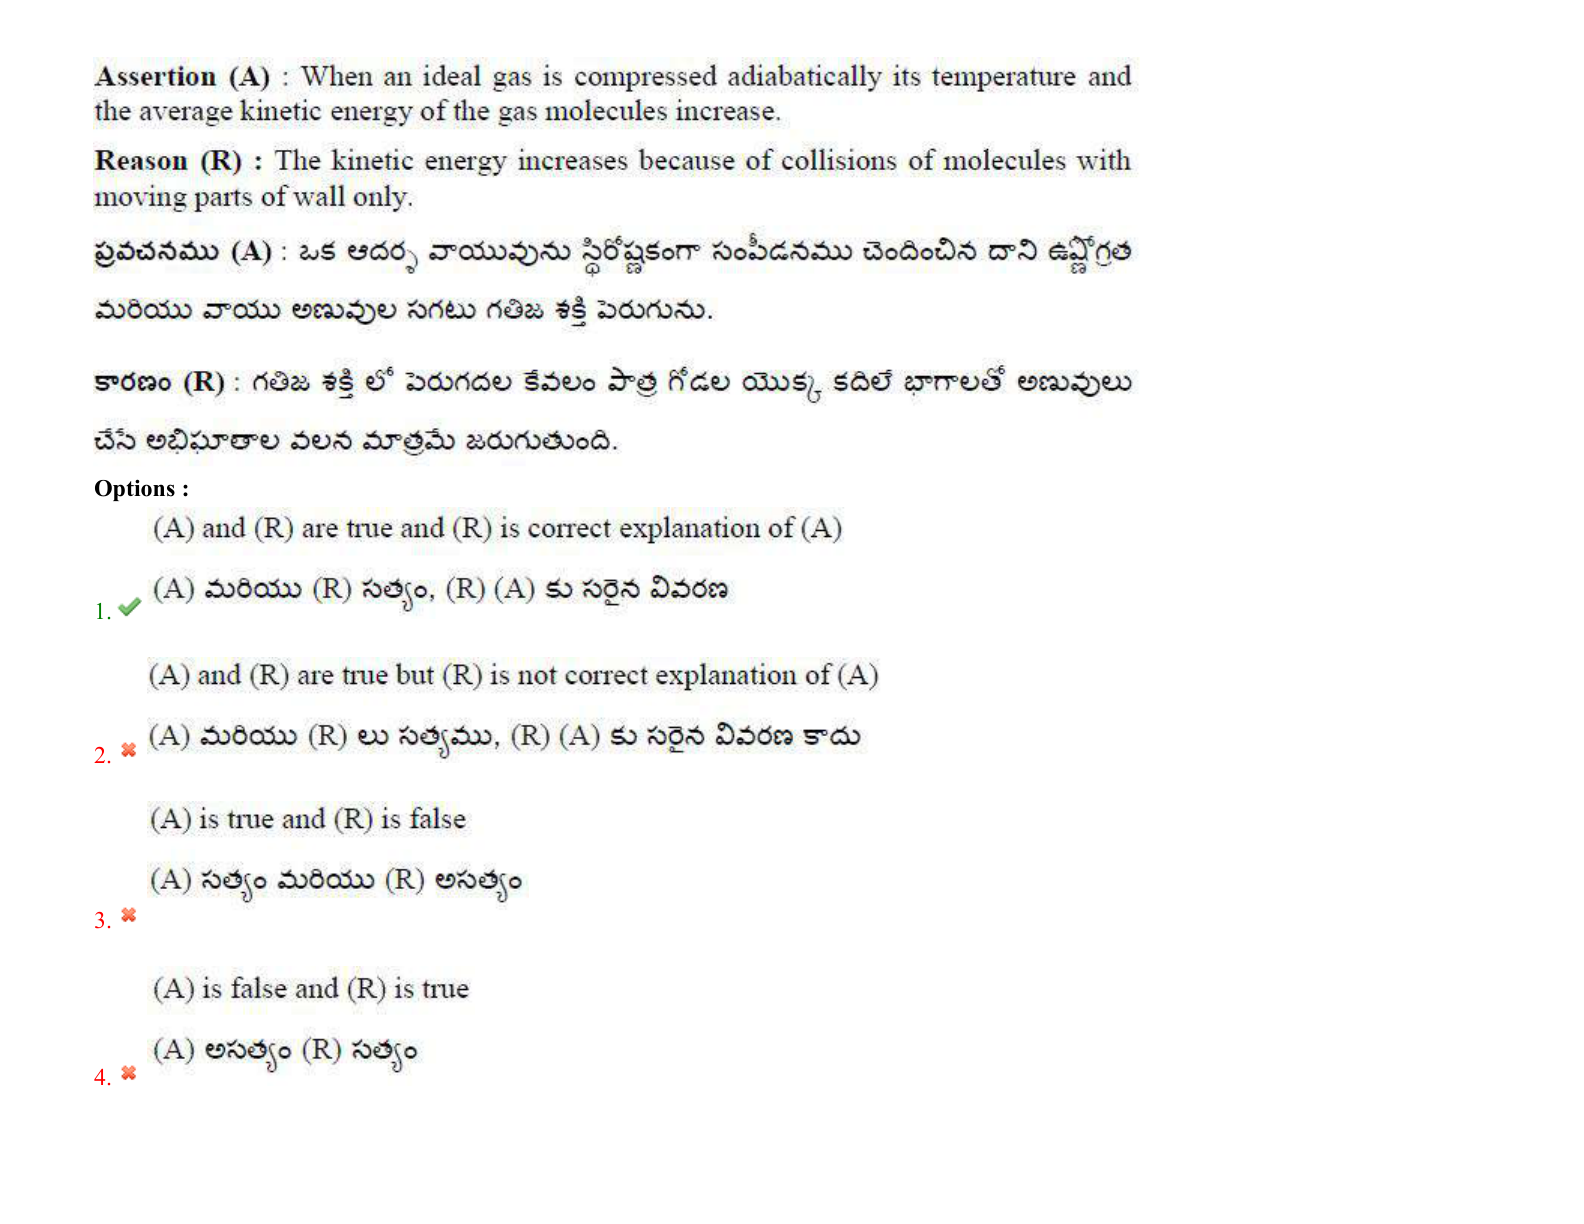 Assertion (A) : When an ideal gas is compressed adiabatically its temperature and
the average kinetic energy of the gas molecules increase.
Reason (R) : The kinetic energy increases because of collisions of molecules with
moving parts of wall only.
ప్రవచనము (A) : ఒక ఆదర్శ వాయువును స్థిరోష్ణకంగా సంపీడనము చెందించిన దాని ఉష్ణోగ్రత
మరియు వాయు అణువుల సగటు గతిజ శక్తి పెరుగును.
కారణం (R) : గతిజ శక్తి లో పెరుగదల కేవలం పాత్ర గోడల యొక్క కదిలే భాగాలతో అణువులు
చేసే అభిఘాతాల వలన మాత్రమే జరుగుతుంది.
Options :
(A) and (R) are true and (R) is correct explanation of (A)
(A) మరియు (R) సత్యం, (R) (A) కు సరైన వివరణ
1.
(A) and (R) are true but (R) is not correct explanation of (A)
(A) మరియు (R) లు సత్యము, (R) (A) కు సరైన వివరణ కాదు
2.
(A) is true and (R) is false
(A) సత్యం మరియు (R) అసత్యం
3.
(A) is false and (R) is true
(A) అసత్యం (R) సత్యం
4.